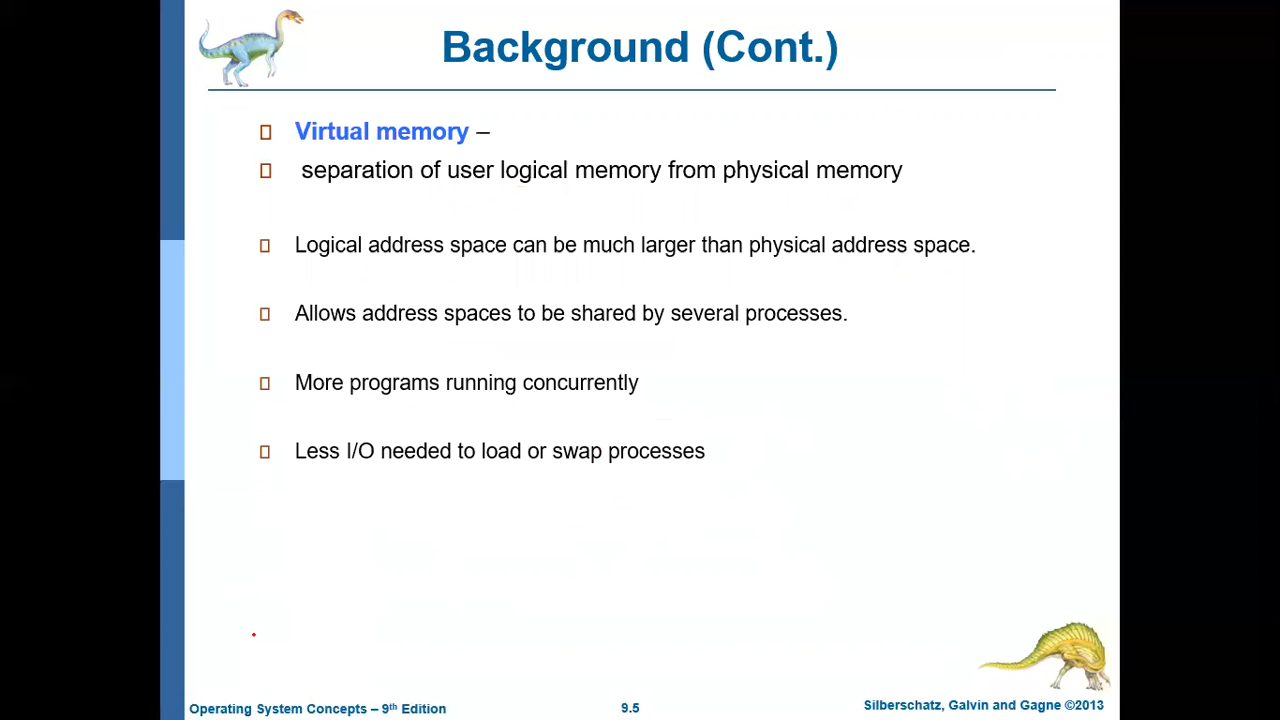 Background (Cont.)
Virtual memory –
separation of user logical memory from physical memory
Logical address space can be much larger than physical address space.
Allows address spaces to be shared by several processes.
More programs running concurrently
Less I/O needed to load or swap processes
Operating System Concepts – 9th Edition
9.5
Silberschatz, Galvin and Gagne ©2013